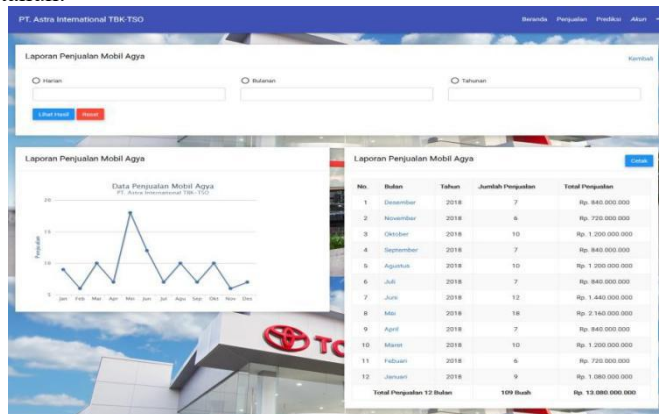 PT. Astra International TBK-TSO
Beranda Penjualan Prediksi Akun
Laporan Penjualan Mobil Agya
Kembali
Harian Bulanan Tahunan
Lihat Hasil Reset
Laporan Penjualan Mobil Agya
Data Penjualan Mobil Agya
PT. Astra International TBK-TSO
Penjualan
20
15
10
5
Jan Feb Mar Apr Mei Jun Jul Agu Sep Okt Nov Des
Laporan Penjualan Mobil Agya
Cetak
No. Bulan Tahun Jumlah Penjualan Total Penjualan
1 Desember 2018 7 Rp. 840.000.000
2 November 2018 6 Rp. 720.000.000
3 Oktober 2018 10 Rp. 1.200.000.000
4 September 2018 7 Rp. 840.000.000
5 Agustus 2018 10 Rp. 1.200.000.000
6 Juli 2018 7 Rp. 840.000.000
7 Juni 2018 12 Rp. 1.440.000.000
8 Mei 2018 18 Rp. 2.160.000.000
9 April 2018 7 Rp. 840.000.000
10 Maret 2018 10 Rp. 1.200.000.000
11 Febuari 2018 6 Rp. 720.000.000
12 Januari 2018 9 Rp. 1.080.000.000
Total Penjualan 12 Bulan 109 Buah Rp. 13.080.000.000
TO